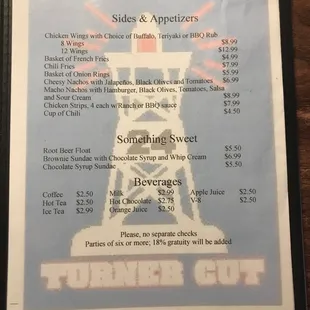 Sides & Appetizers
Chicken Wings with Choice of Buffalo, Teriyaki or BBQ Rub
8 Wings $8.99
12 Wings $12.99
Basket of French Fries $4.99
Chili Fries $7.99
Basket of Onion Rings $5.99
Cheesy Nachos with Jalapeños, Black Olives and Tomatoes $6.99
Macho Nachos with Hamburger, Black Olives, Tomatoes, Salsa
and Sour Cream $8.99
Chicken Strips, 4 each w/Ranch or BBQ sauce $7.99
Cup of Chili $4.50
24
Something Sweet
Root Beer Float $5.50
Brownie Sundae with Chocolate Syrup and Whip Cream $6.99
Chocolate Syrup Sundae $5.50
Beverages
Coffee $2.50 Milk $2.99 Apple Juice $2.50
Hot Tea $2.50 Hot Chocolate $2.75 V-8 $2.50
Ice Tea $2.99 Orange Juice $2.50
Please, no separate checks
Parties of six or more; 18% gratuity will be added
TURNER CUT